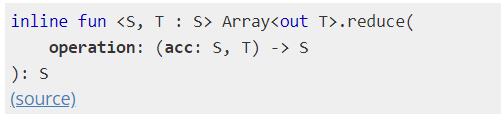 inline fun <S, T : S> Array<out T>.reduce(
    operation: (acc: S, T) -> S
): S
(source)